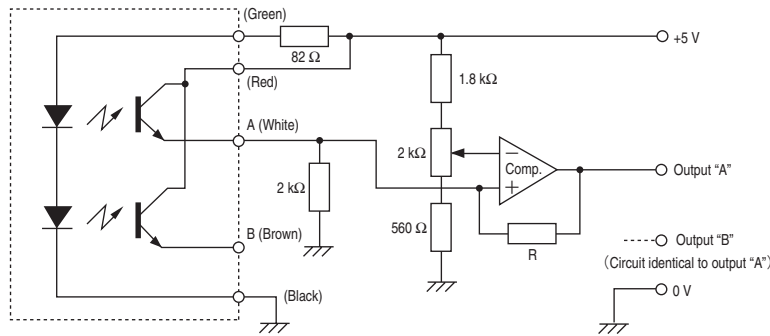 (Green)
82 Ω
(Red)
+5 V
1.8 kΩ
A (White)
2 kΩ
2 kΩ
−
Comp.
+
Output “A”
560 Ω
R
B (Brown)
Output “B”
(Circuit identical to output “A”)
(Black)
0 V